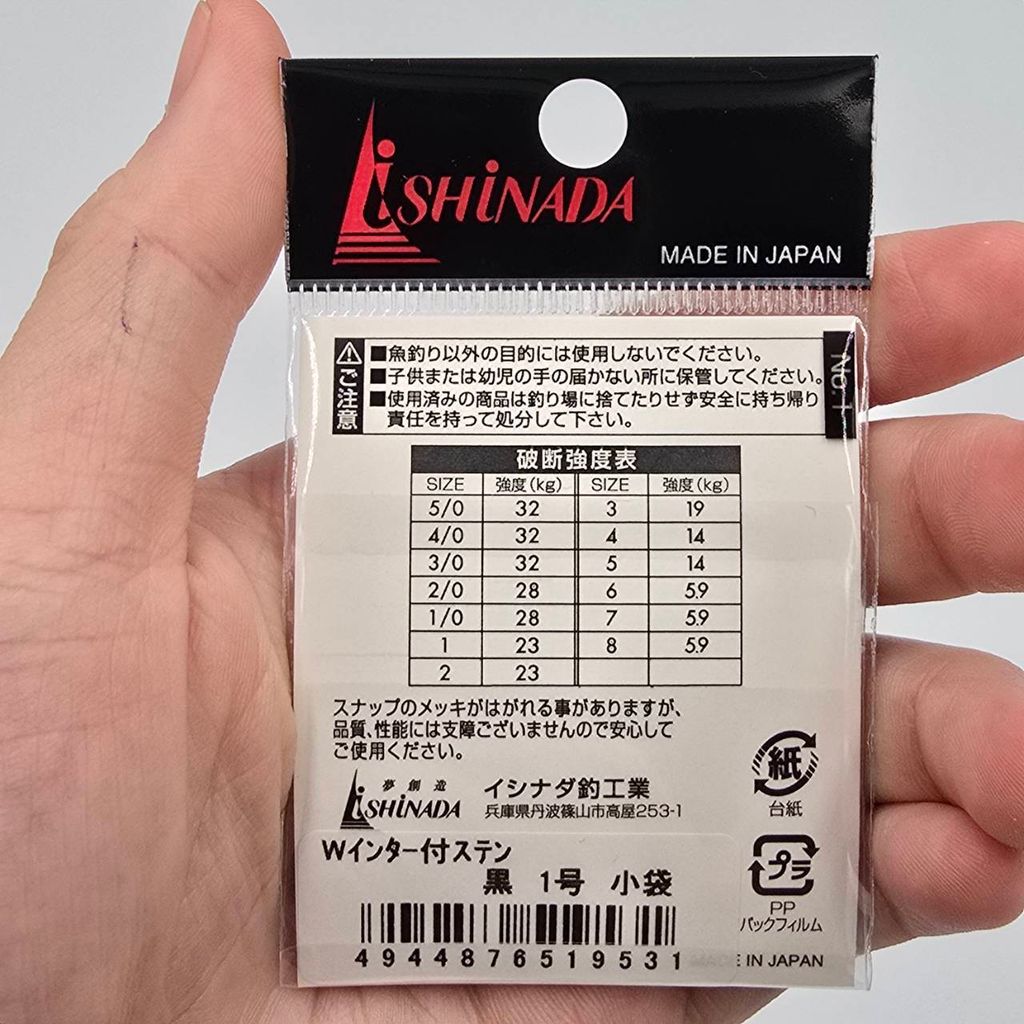 ISHINADA
MADE IN JAPAN
ご注意
■魚釣り以外の目的には使用しないでください。
■子供または幼児の手の届かない所に保管してください。
■使用済みの商品は釣り場に捨てたりせず安全に持ち帰り
責任を持って処分して下さい。
No.1
破断強度表
SIZE 強度(kg) SIZE 強度(kg)
5/0 32 3 19
4/0 32 4 14
3/0 32 5 14
2/0 28 6 5.9
1/0 28 7 5.9
1 23 8 5.9
2 23
スナップのメッキがはがれる事がありますが、
品質、性能には支障ございませんので安心して
ご使用ください。
夢創造
ISHINADA
イシナダ釣工業
兵庫県丹波篠山市高屋253-1
紙
台紙
Wインター付ステン
黒 1号 小袋
4944876519531
プラ
PP
パックフィルム
MADE IN JAPAN